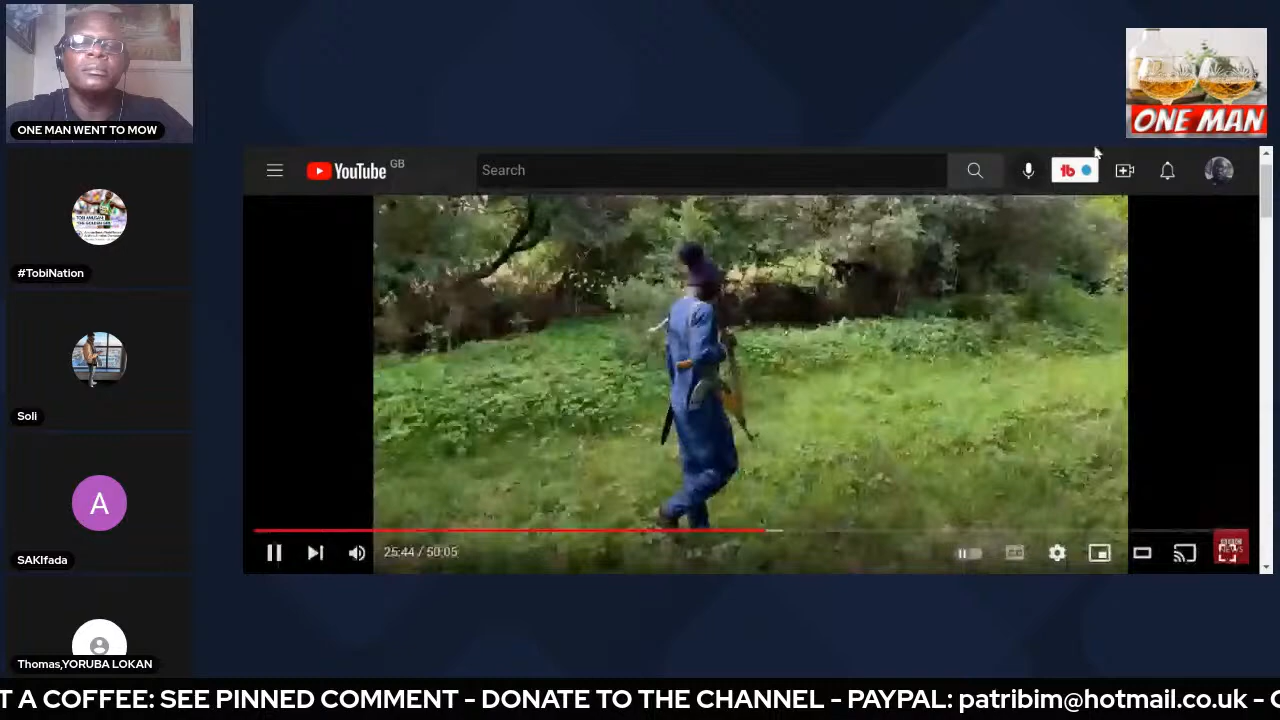 ONE MAN WENT TO MOW
ONE MAN
YouTube GB
Search
#TobiNation
Soli
A
SAKIfada
25:44 / 50:05
NEWS
Thomas,YORUBA LOKAN
T A COFFEE: SEE PINNED COMMENT - DONATE TO THE CHANNEL - PAYPAL: patribim@hotmail.co.uk -